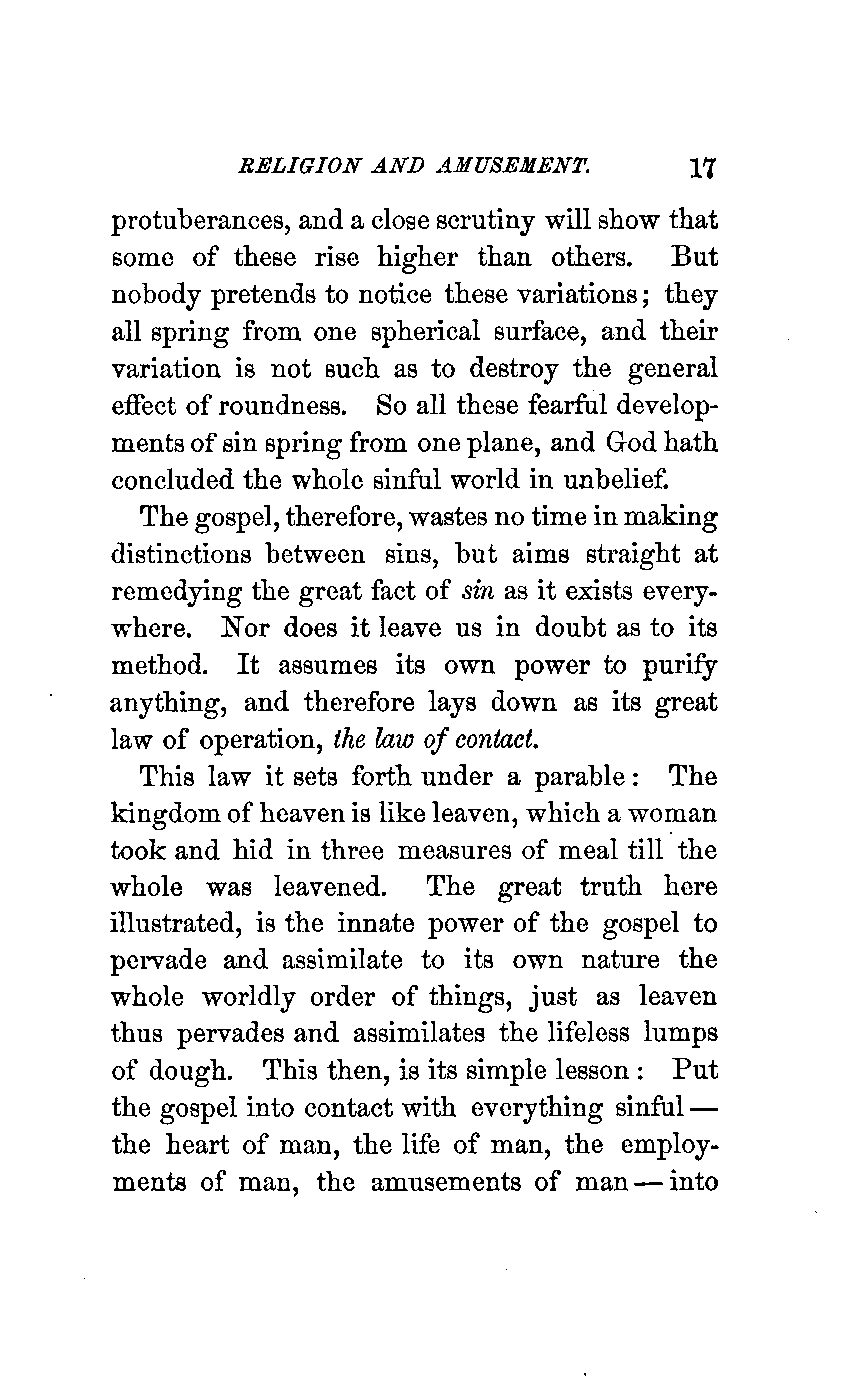 RELIGION AND AMUSEMENT. 17
protuberances, and a close scrutiny will show that
some of these rise higher than others. But
nobody pretends to notice these variations; they
all spring from one spherical surface, and their
variation is not such as to destroy the general
effect of roundness. So all these fearful develop-
ments of sin spring from one plane, and God hath
concluded the whole sinful world in unbelief.
The gospel, therefore, wastes no time in making
distinctions between sins, but aims straight at
remedying the great fact of sin as it exists every-
where. Nor does it leave us in doubt as to its
method. It assumes its own power to purify
anything, and therefore lays down as its great
law of operation, the law of contact.
This law it sets forth under a parable: The
kingdom of heaven is like leaven, which a woman
took and hid in three measures of meal till the
whole was leavened. The great truth here
illustrated, is the innate power of the gospel to
pervade and assimilate to its own nature the
whole worldly order of things, just as leaven
thus pervades and assimilates the lifeless lumps
of dough. This then, is its simple lesson: Put
the gospel into contact with everything sinful —
the heart of man, the life of man, the employ-
ments of man, the amusements of man — into